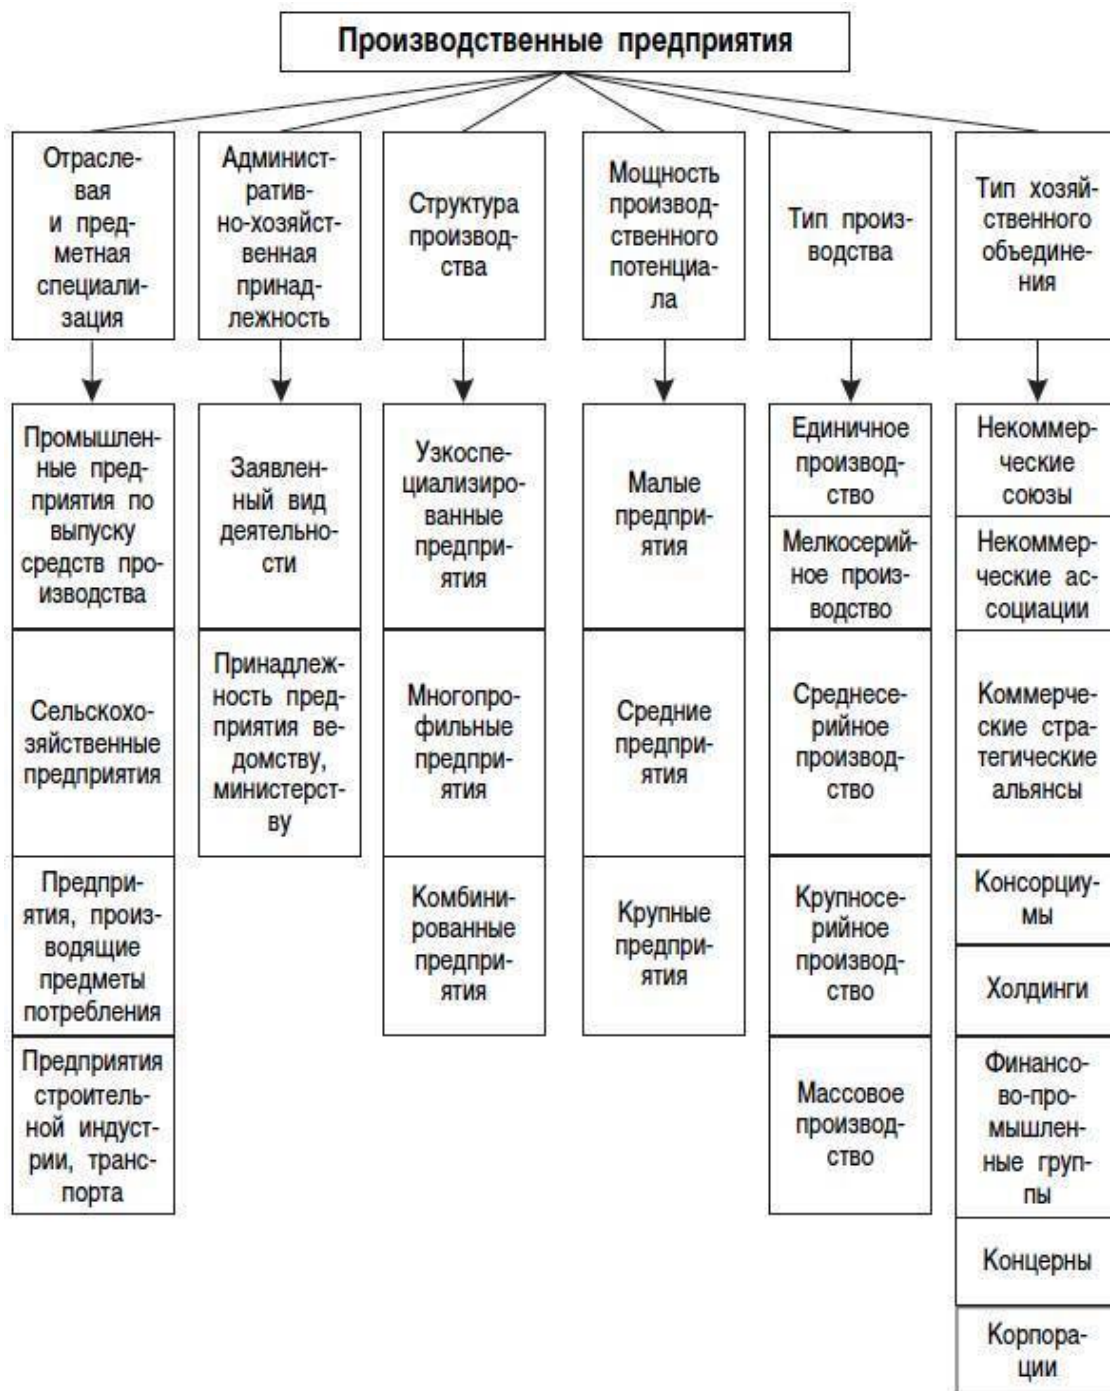 Производственные предприятия
Отрасле-
вая
и пред-
метная
специали-
зация
Админист-
ратив-
но-хозяйст-
венная
принад-
лежность
Структура
производ-
ства
Мощность
производ-
ственного
потенциа-
ла
Тип произ-
водства
Тип хозяй-
ственного
объедине-
ния
Промышлен-
ные пред-
приятия по
выпуску
средств про-
изводства
Сельскохо-
зяйственные
предприятия
Предпри-
ятия, произ-
водящие
предметы
потребления
Предприятия
строитель-
ной индуст-
рии, транс-
порта
Заявлен-
ный вид
деятельно-
сти
Принадлеж-
ность пред-
приятия ве-
домству,
министерст-
ву
Узкоспе-
циализиро-
ванные
предпри-
ятия
Многопро-
фильные
предпри-
ятия
Комбини-
рованные
предпри-
ятия
Малые
предпри-
ятия
Средние
предпри-
ятия
Крупные
предпри-
ятия
Единичное
производ-
ство
Мелкосерий-
ное произ-
водство
Среднесе-
рийное
производ-
ство
Крупносе-
рийное
производ-
ство
Массовое
производ-
ство
Некоммер-
ческие
союзы
Некоммер-
ческие ас-
социации
Коммерче-
ские стра-
тегические
альянсы
Консорциу-
мы
Холдинги
Финансо-
во-про-
мышлен-
ные груп-
пы
Концерны
Корпора-
ции